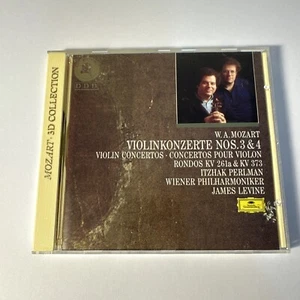 MOZART · 3D COLLECTION
DDD
W. A. MOZART
VIOLINKONZERTE NOS. 3 & 4
VIOLIN CONCERTOS · CONCERTOS POUR VIOLON
RONDOS KV 261a & KV 373
ITZHAK PERLMAN
WIENER PHILHARMONIKER
JAMES LEVINE